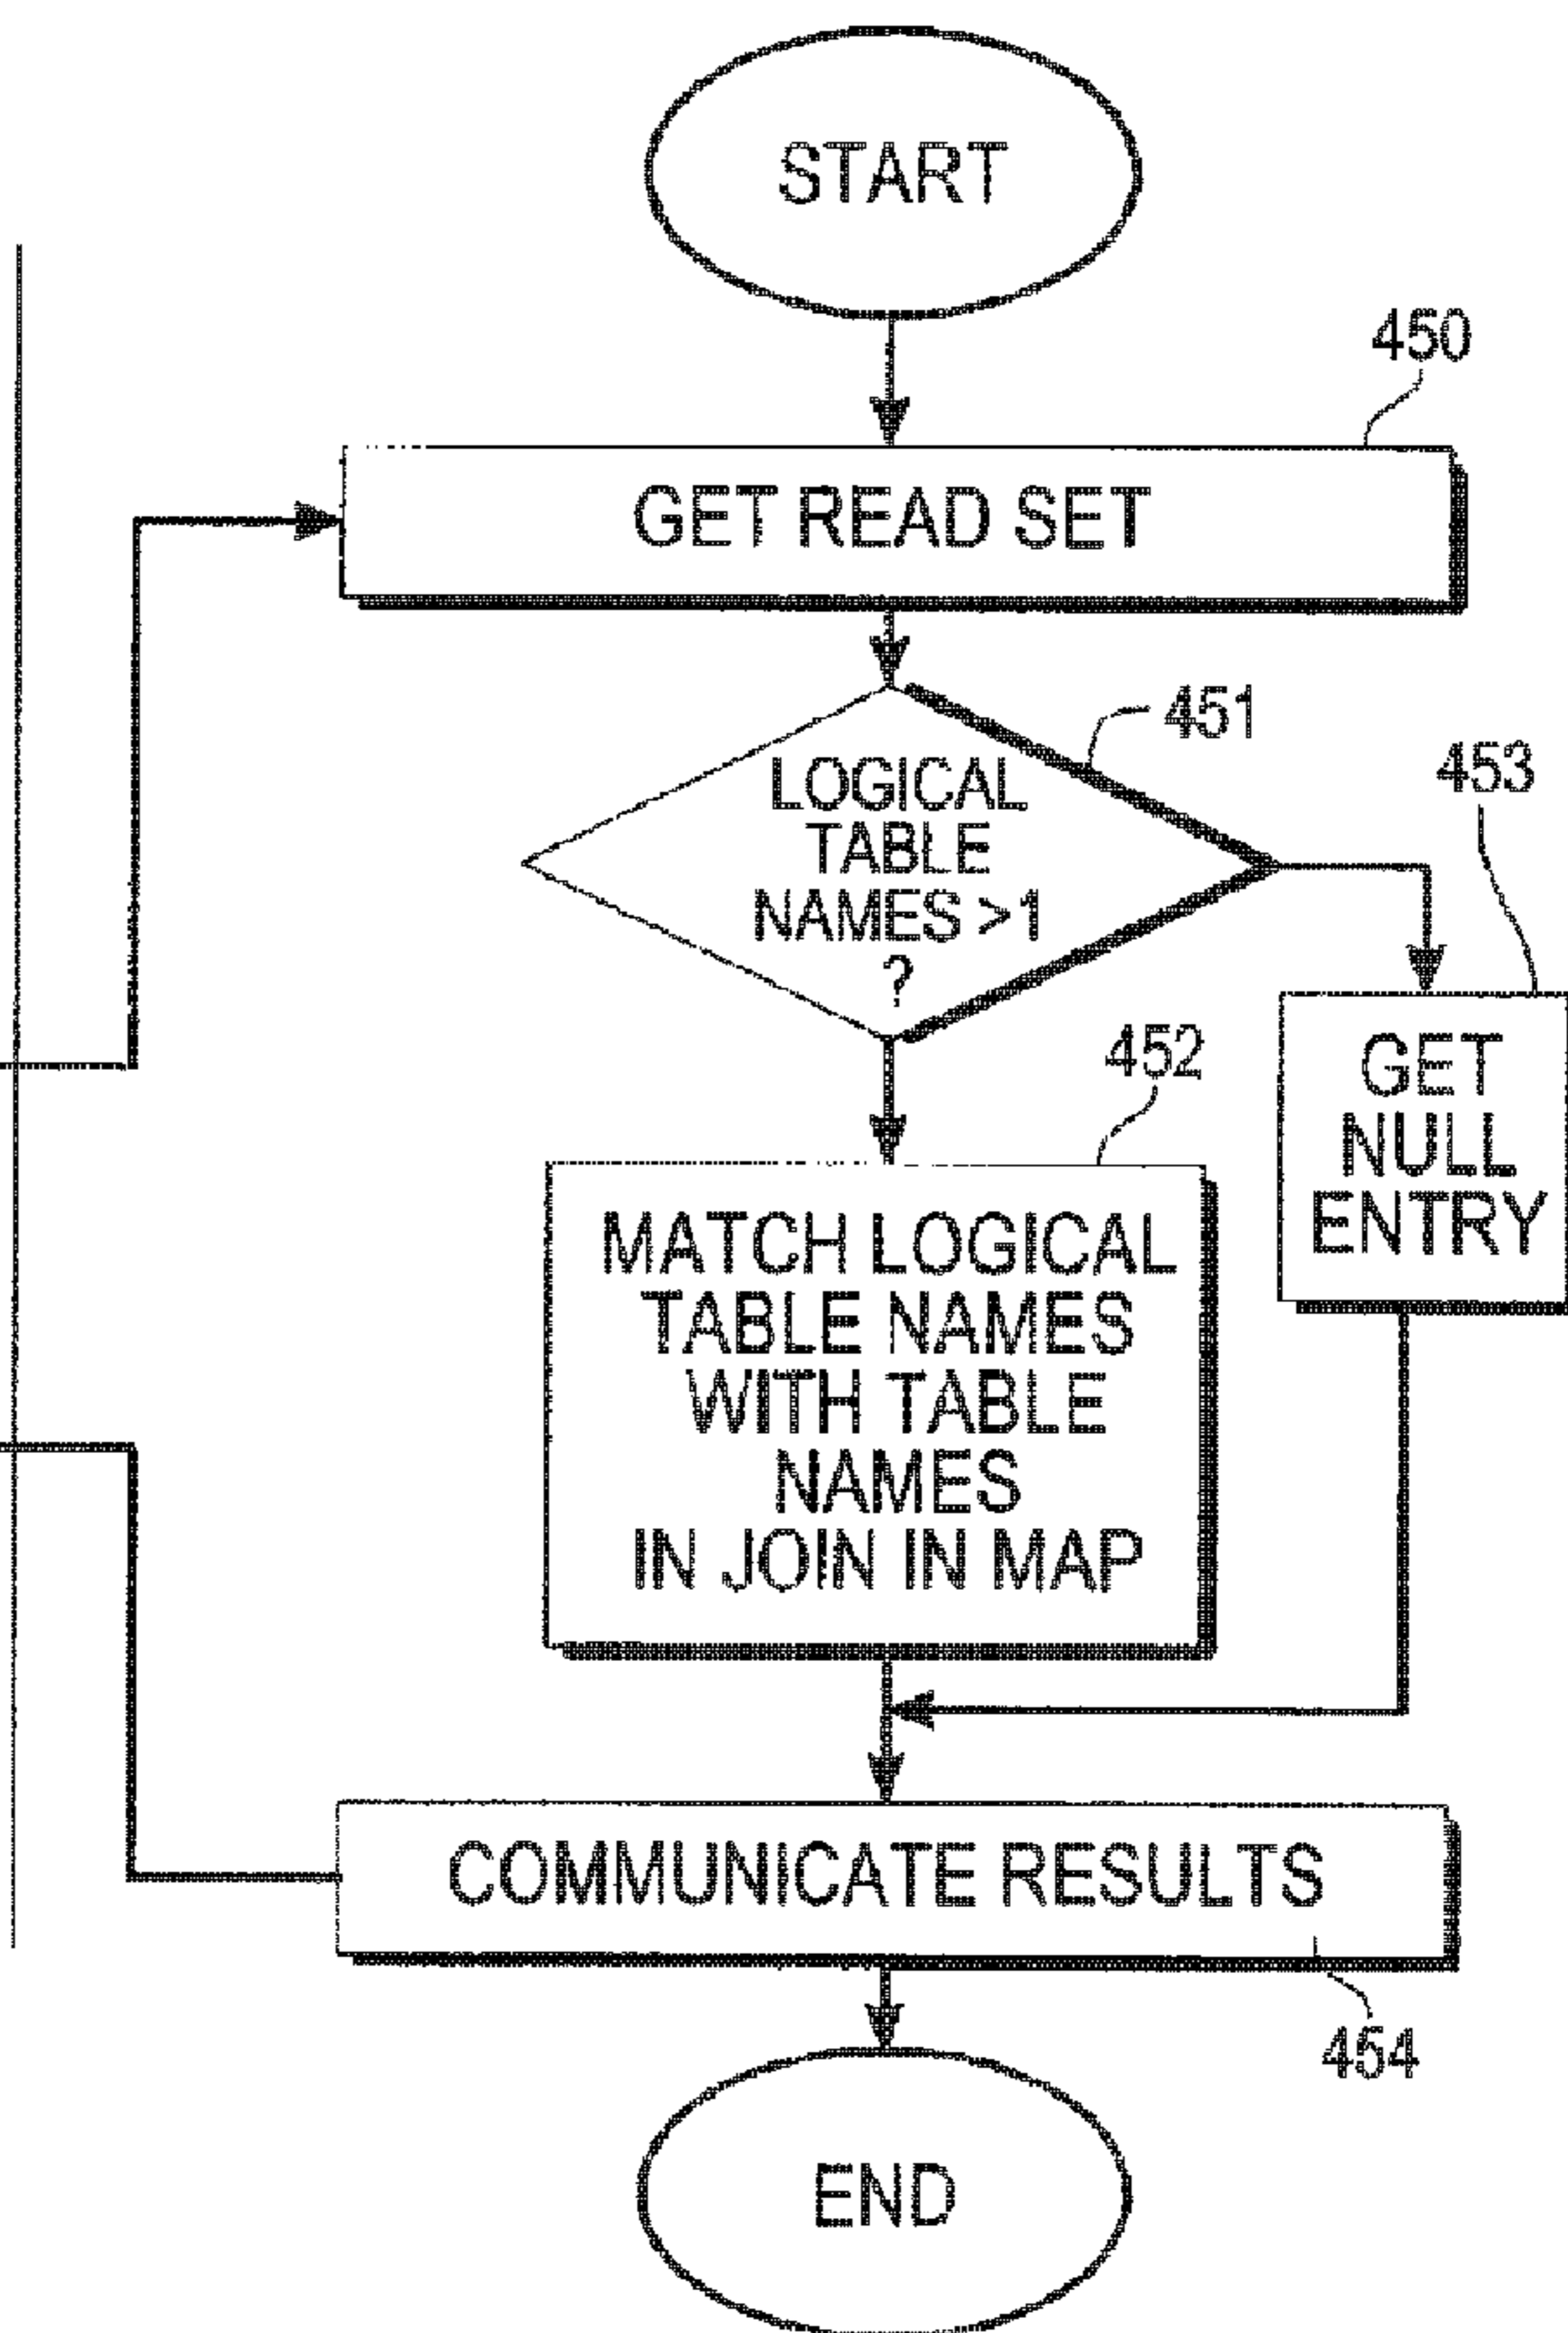 START
450
GET READ SET
451
LOGICAL
TABLE
NAMES >1
?
453
452
GET
NULL
ENTRY
MATCH LOGICAL
TABLE NAMES
WITH TABLE
NAMES
IN JOIN IN MAP
COMMUNICATE RESULTS
454
END